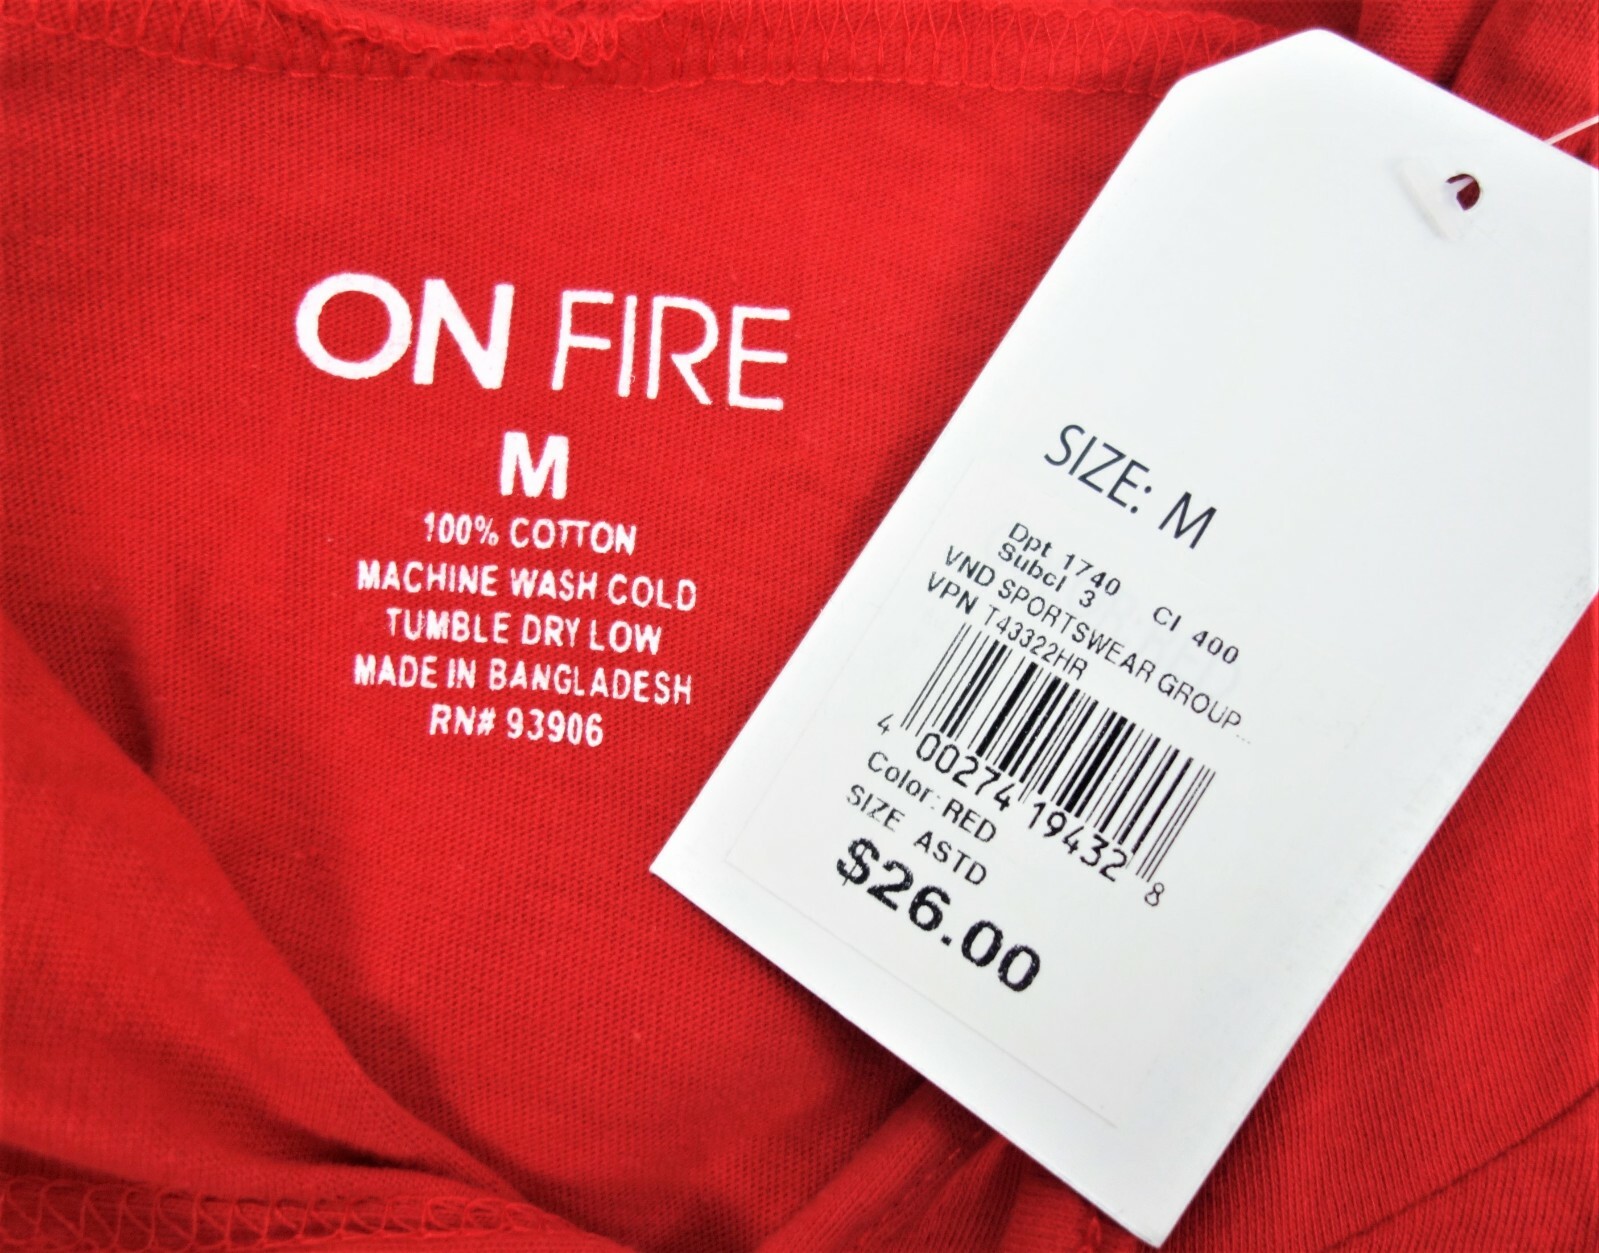 ON FIRE
M
100% COTTON
MACHINE WASH COLD
TUMBLE DRY LOW
MADE IN BANGLADESH
RN# 93906
SIZE: M
Dpt 1740 Cl 400
Subcl 3
VND SPORTSWEAR GROUP...
VPN T43322HR
4 00274 19432 8
Color: RED
SIZE ASTD
$26.00